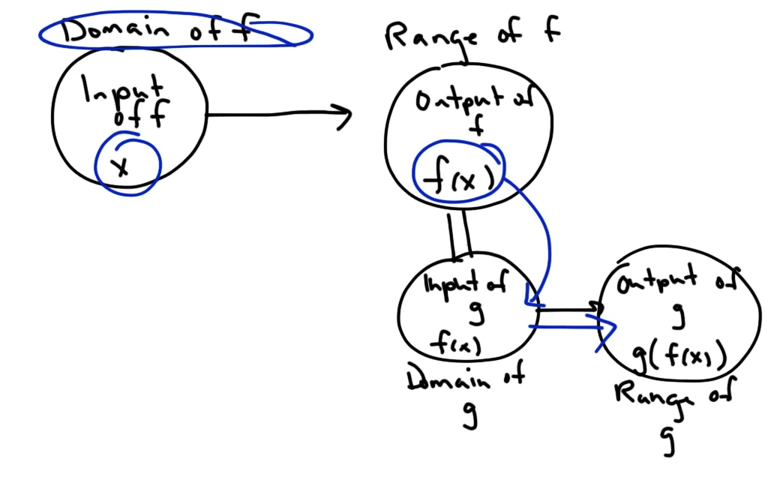 Domain of f
Input
of f
x
Range of f
Output of
f
f(x)
Input of
g
f(x)
Domain of
g
Output of
g
g(f(x))
Range of
g